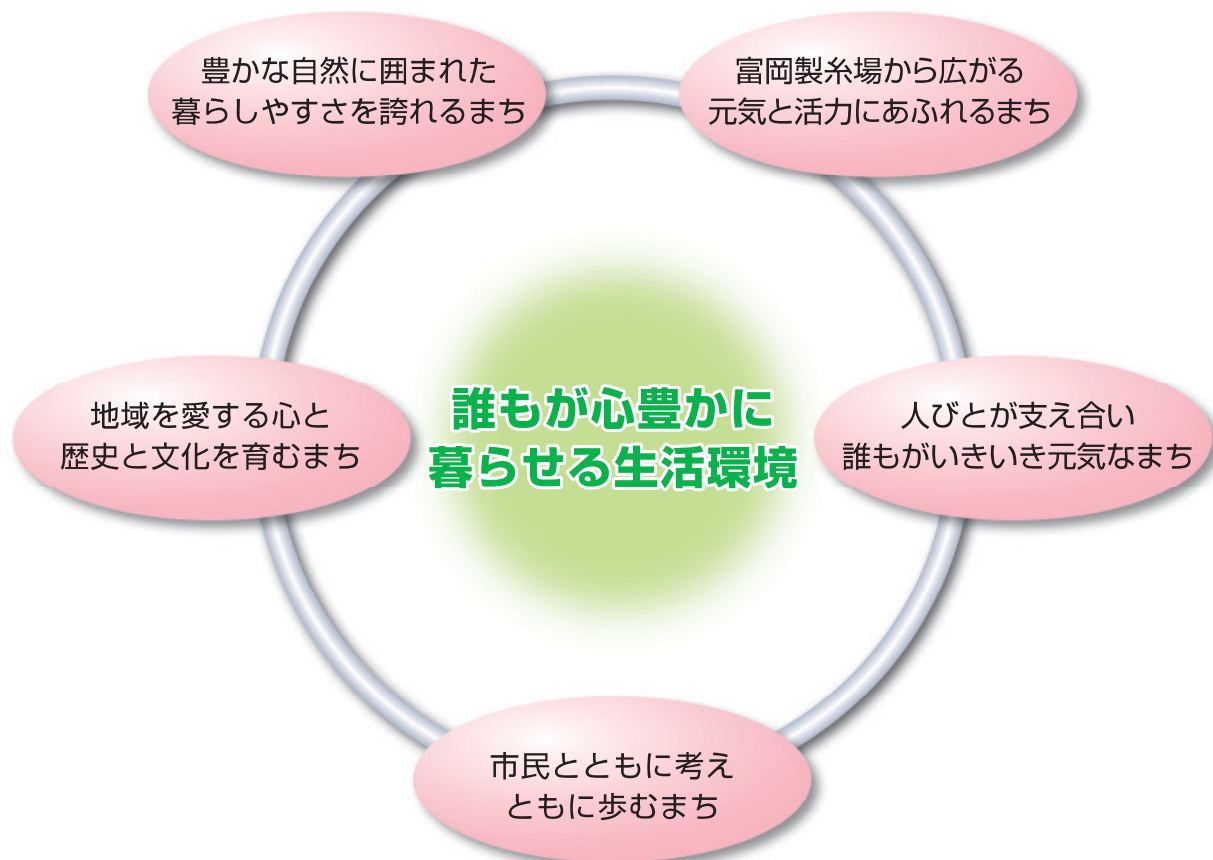 豊かな自然に囲まれた
暮らしやすさを誇れるまち
富岡製糸場から広がる
元気と活力にあふれるまち
地域を愛する心と
歴史と文化を育むまち
誰もが心豊かに
暮らせる生活環境
人びとが支え合い
誰もがいきいき元気なまち
市民とともに考え
ともに歩むまち